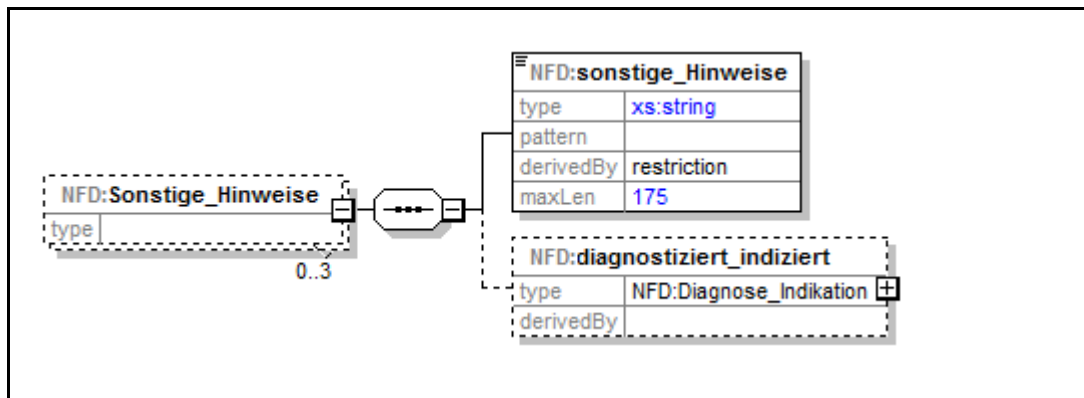 NFD:sonstige_Hinweise
type xs:string
pattern
derivedBy restriction
maxLen 175
NFD:Sonstige_Hinweise
type
0..3
NFD:diagnostiziert_indiziert
type NFD:Diagnose_Indikation
derivedBy